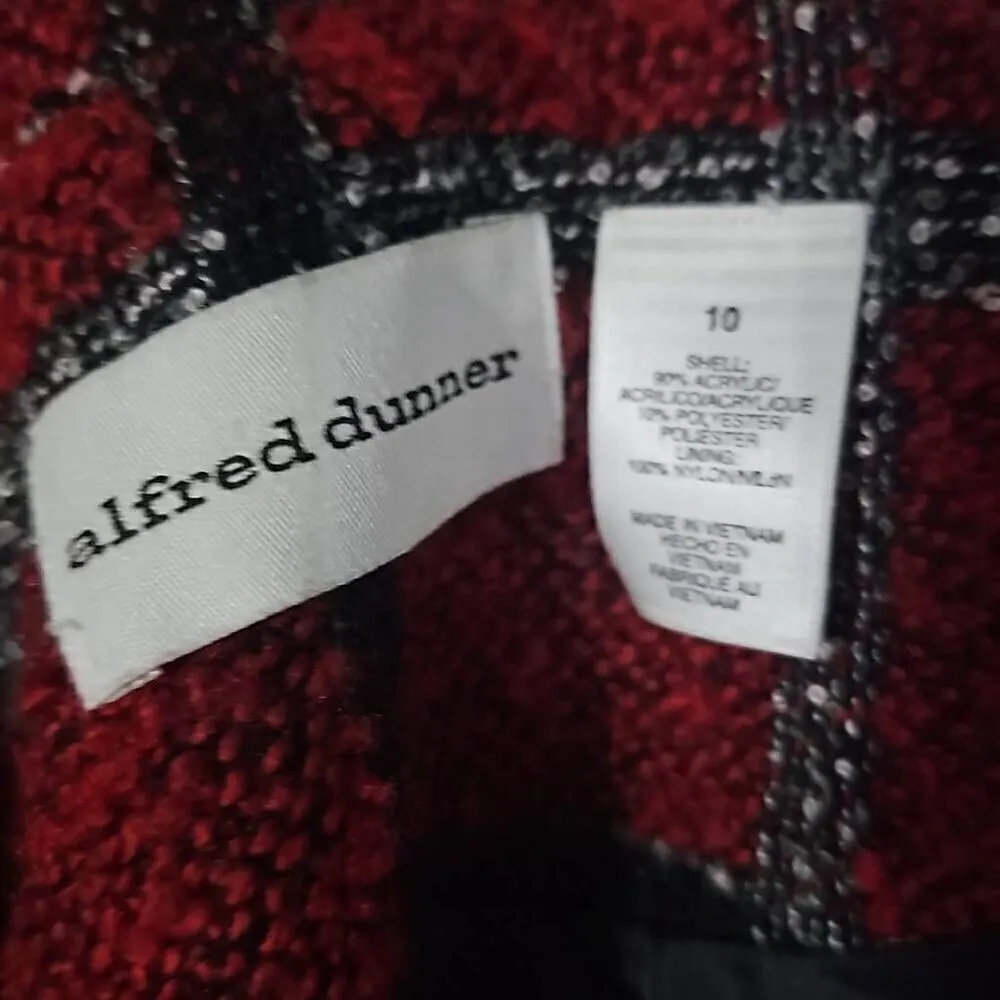 alfred dunner
10
SHELL:
90% ACRYLIC/
ACRILICO/ACRYLIQUE
10% POLYESTER/
POLIESTER
LINING:
100% NYLON/NILON
MADE IN VIETNAM
HECHO EN
VIETNAM
FABRIQUE AU
VIETNAM